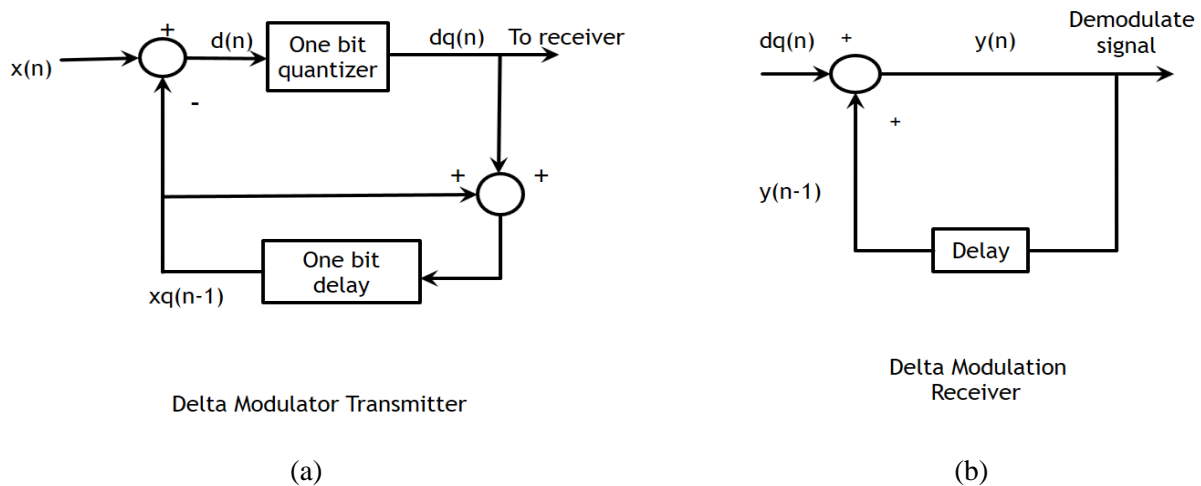 +
d(n)
One bit
quantizer
dq(n)
To receiver
x(n)
-
+
+
One bit
delay
xq(n-1)
Delta Modulator Transmitter
(a)
Demodulate
signal
dq(n)
+
y(n)
+
y(n-1)
Delay
Delta Modulation
Receiver
(b)